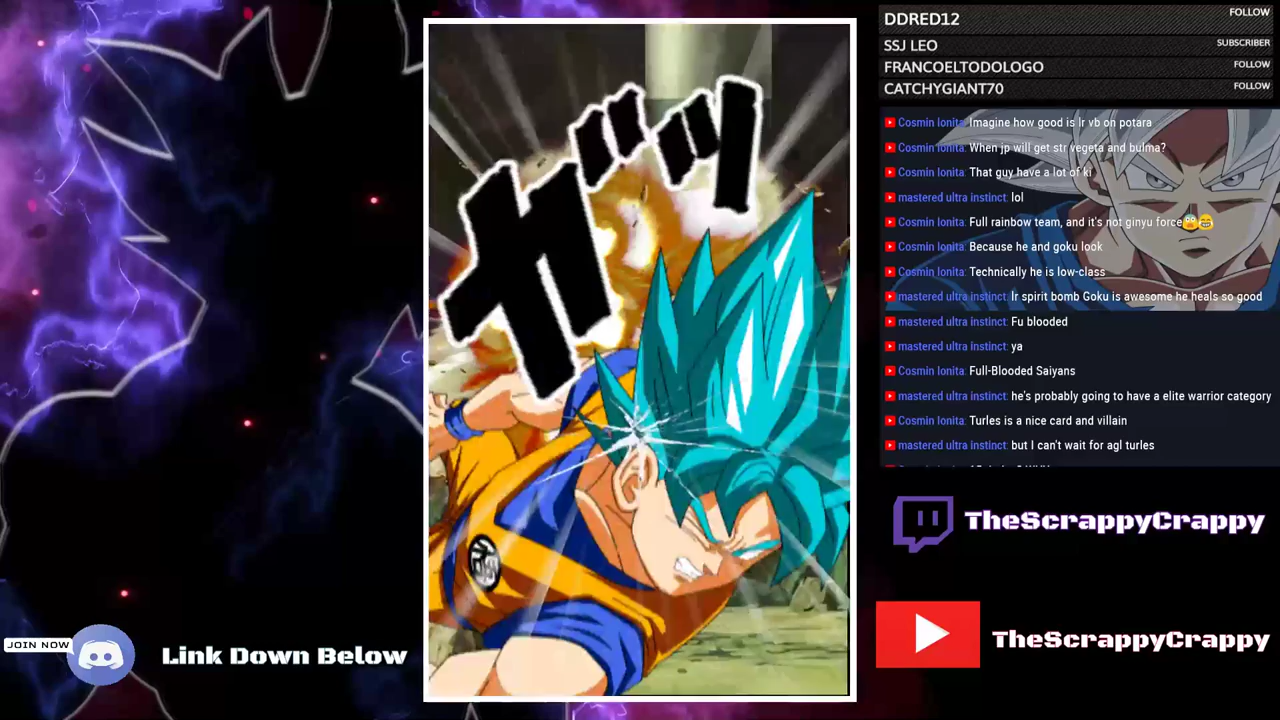 DDRED12 FOLLOW
SSJ LEO SUBSCRIBER
FRANCOELTODOLOGO FOLLOW
CATCHYGIANT70 FOLLOW
Cosmin Ionita: Imagine how good is lr vb on potara
Cosmin Ionita: When jp will get str vegeta and bulma?
Cosmin Ionita: That guy have a lot of ki
mastered ultra instinct: lol
Cosmin Ionita: Full rainbow team, and it's not ginyu force😰😁
Cosmin Ionita: Because he and goku look
Cosmin Ionita: Technically he is low-class
mastered ultra instinct: lr spirit bomb Goku is awesome he heals so good
mastered ultra instinct: Fu blooded
mastered ultra instinct: ya
Cosmin Ionita: Full-Blooded Saiyans
mastered ultra instinct: he's probably going to have a elite warrior category
Cosmin Ionita: Turles is a nice card and villain
mastered ultra instinct: but I can't wait for agl turles
ガガッ
TheScrappyCrappy
TheScrappyCrappy
JOIN NOW
Link Down Below